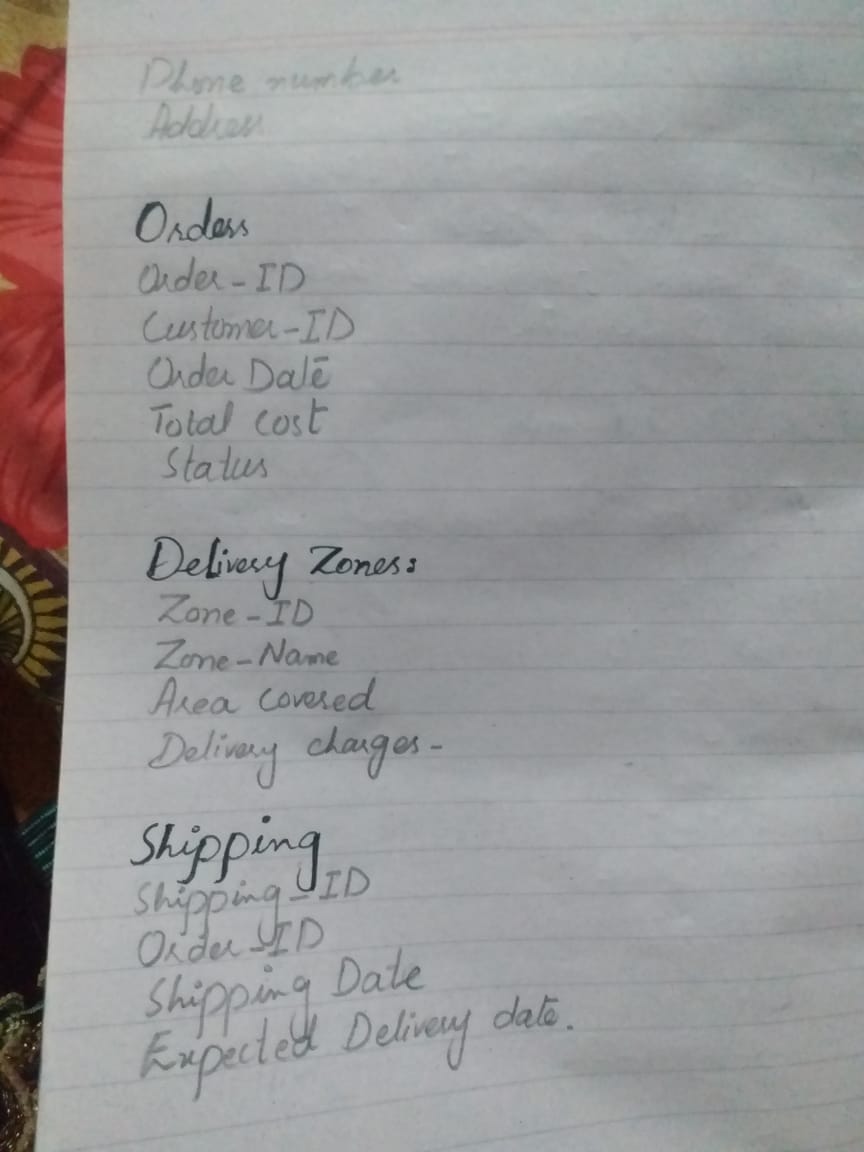 Phone number
Address
Orders
Order-ID
Customer-ID
Order Date
Total cost
Status
Delivery Zones:
Zone-ID
Zone-Name
Area covered
Delivery charges-
Shipping
Shipping-ID
Order-ID
Shipping Date
Expected Delivery date.